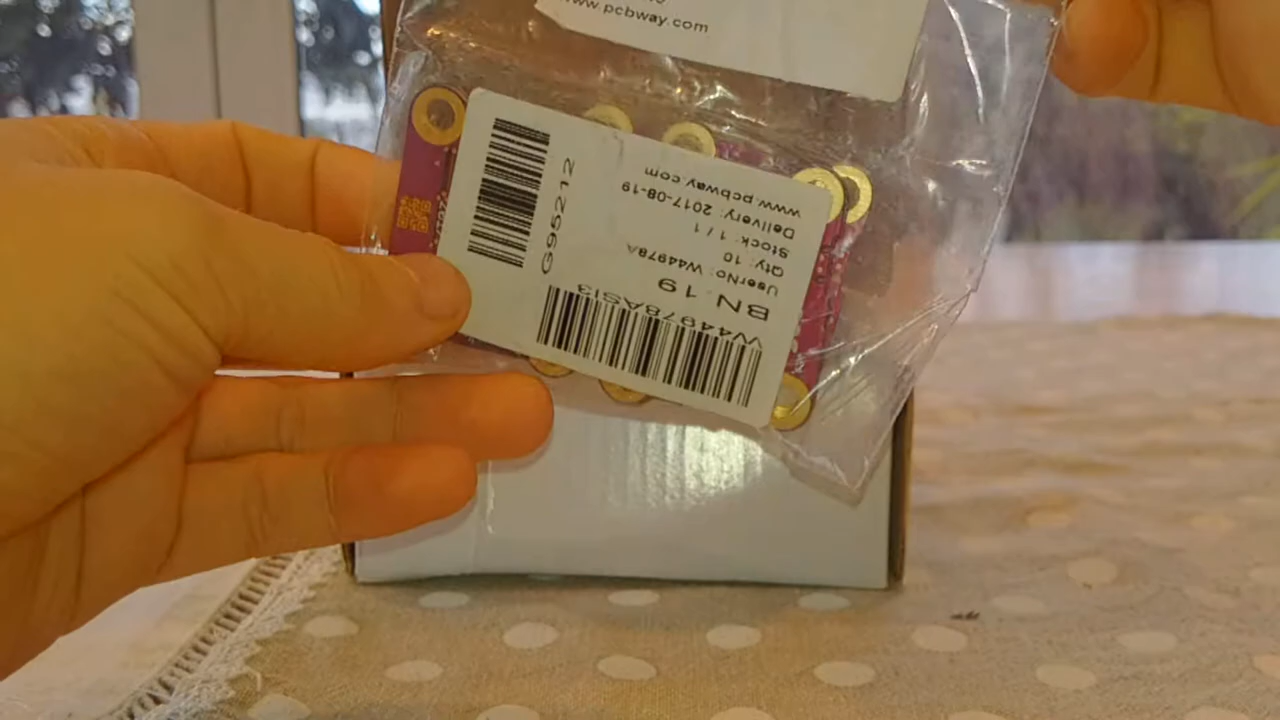 www.pcbway.com
W44978ASI3
BN 19
UserNo: W44978A
Qty: 10
Stock: 1 / 1
Delivery: 2017-08-19
www.pcbway.com
G95212